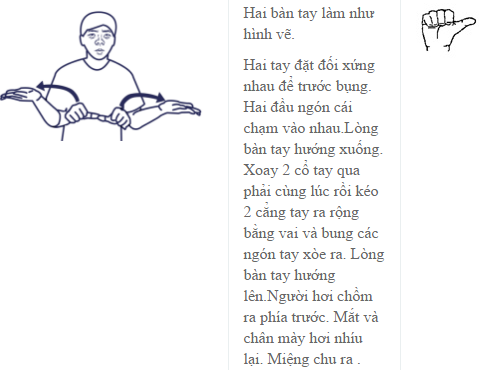 Hai bàn tay làm như
hình vẽ.
Hai tay đặt đối xứng
nhau để trước bụng.
Hai đầu ngón cái
chạm vào nhau.Lòng
bàn tay hướng xuống.
Xoay 2 cổ tay qua
phải cùng lúc rồi kéo
2 cẳng tay ra rộng
bằng vai và bung các
ngón tay xòe ra. Lòng
bàn tay hướng
lên.Người hơi chồm
ra phía trước. Mắt và
chân mày hơi nhíu
lại. Miệng chu ra .